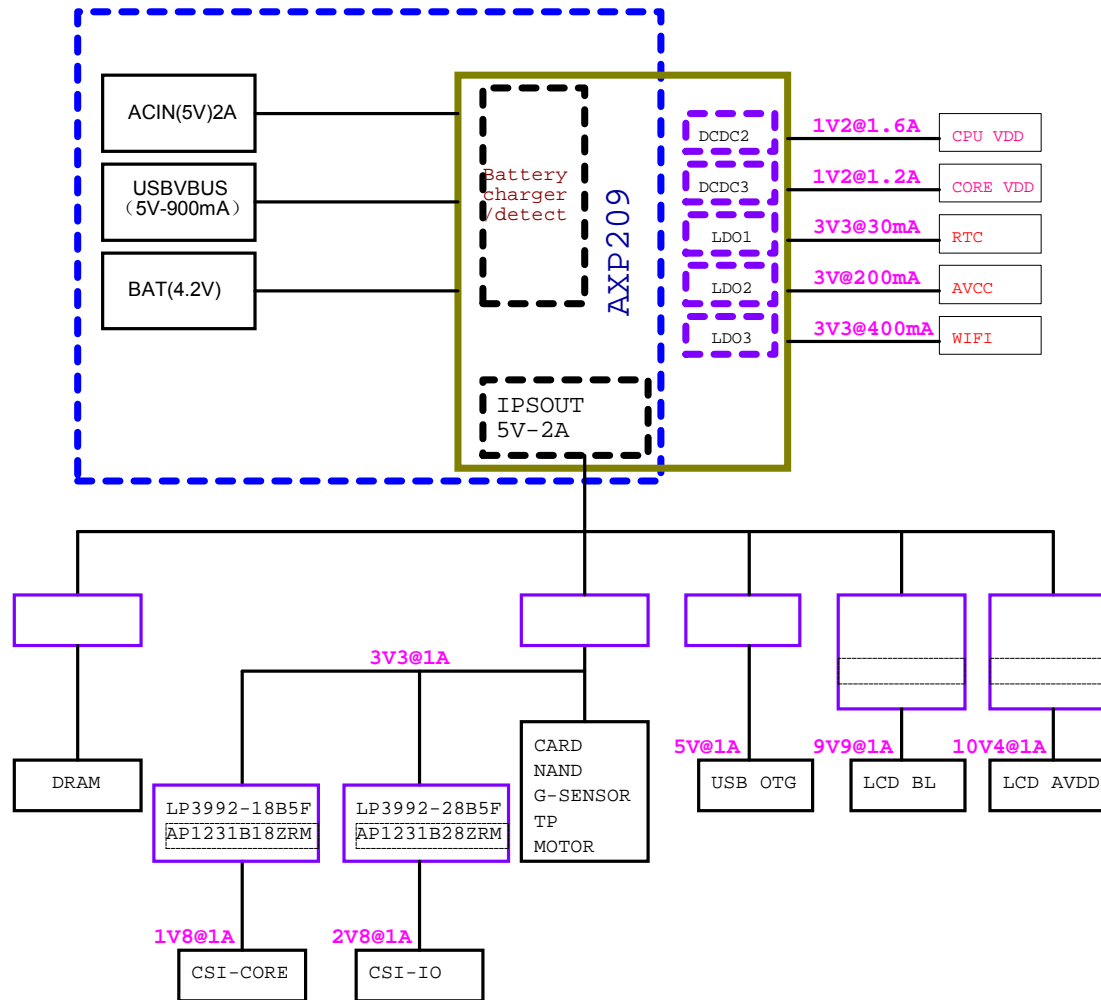 ACIN(5V)2A
USBVBUS
（5V-900mA）
BAT(4.2V)
Battery
charger
/detect
AXP209
IPSOUT
5V-2A
DCDC2
1V2@1.6A
CPU VDD
DCDC3
1V2@1.2A
CORE VDD
LDO1
3V3@30mA
RTC
LDO2
3V@200mA
AVCC
LDO3
3V3@400mA
WIFI
3V3@1A
DRAM
LP3992-18B5F
AP1231B18ZRM
LP3992-28B5F
AP1231B28ZRM
CARD
NAND
G-SENSOR
TP
MOTOR
5V@1A
USB OTG
9V9@1A
LCD BL
10V4@1A
LCD AVDD
1V8@1A
CSI-CORE
2V8@1A
CSI-IO